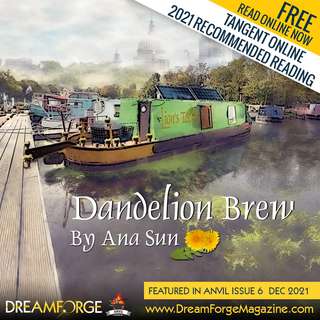 FREE
READ ONLINE NOW
TANGENT ONLINE
2021 RECOMMENDED READING
Dandelion Brew
By Ana Sun
FEATURED IN ANVIL ISSUE 6 DEC 2021
DREAMFORGE
www.DreamForgeMagazine.com